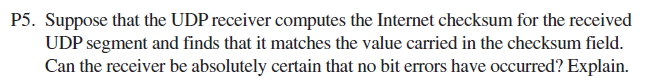 P5. Suppose that the UDP receiver computes the Internet checksum for the received
UDP segment and finds that it matches the value carried in the checksum field.
Can the receiver be absolutely certain that no bit errors have occurred? Explain.